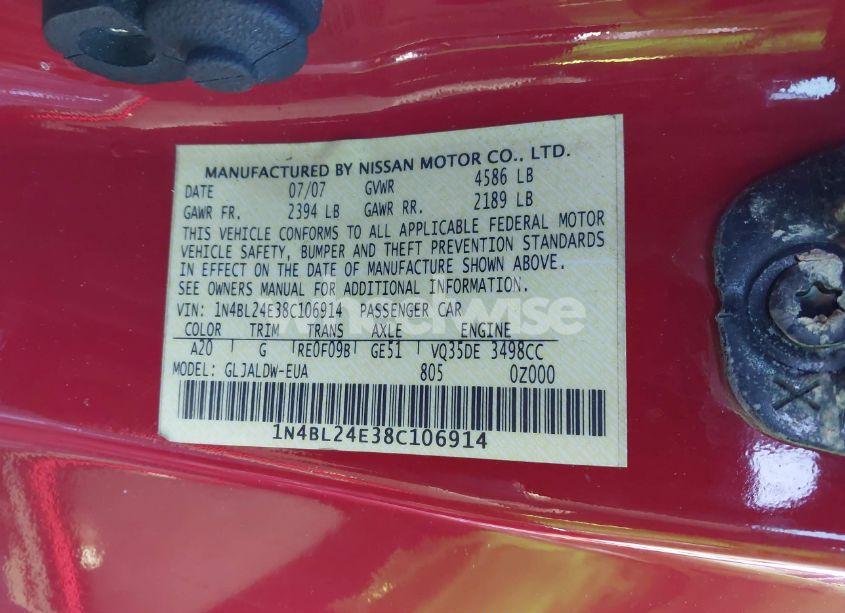 MANUFACTURED BY NISSAN MOTOR CO., LTD.
DATE 07/07 GVWR 4586 LB
GAWR FR. 2394 LB GAWR RR. 2189 LB
THIS VEHICLE CONFORMS TO ALL APPLICABLE FEDERAL MOTOR
VEHICLE SAFETY, BUMPER AND THEFT PREVENTION STANDARDS
IN EFFECT ON THE DATE OF MANUFACTURE SHOWN ABOVE.
SEE OWNERS MANUAL FOR ADDITIONAL INFORMATION.
VIN: 1N4BL24E38C106914 PASSENGER CAR
wheelwise
COLOR TRIM TRANS AXLE ENGINE
A20 G RE0F09B GE51 VQ35DE 3498CC
MODEL: GLJALDW-EUA 805 0Z000
1N4BL24E38C106914